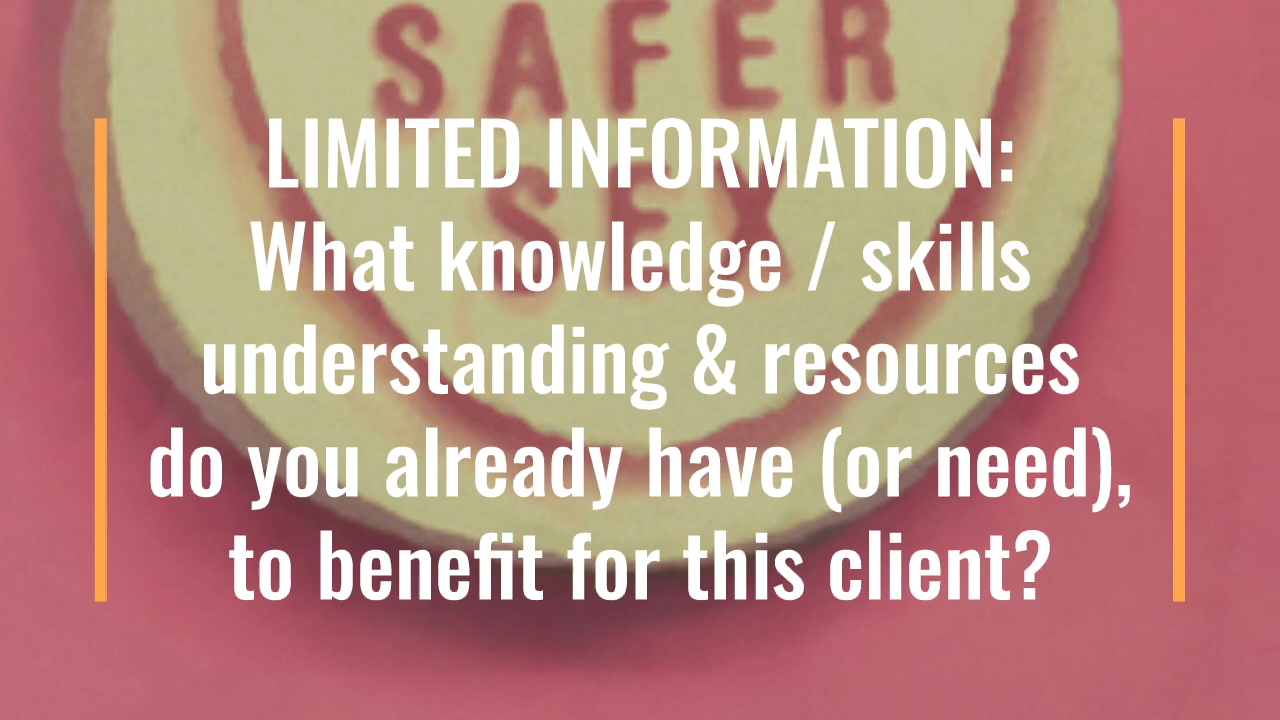 SAFER
SEX
LIMITED INFORMATION:
What knowledge / skills
understanding & resources
do you already have (or need),
to benefit for this client?